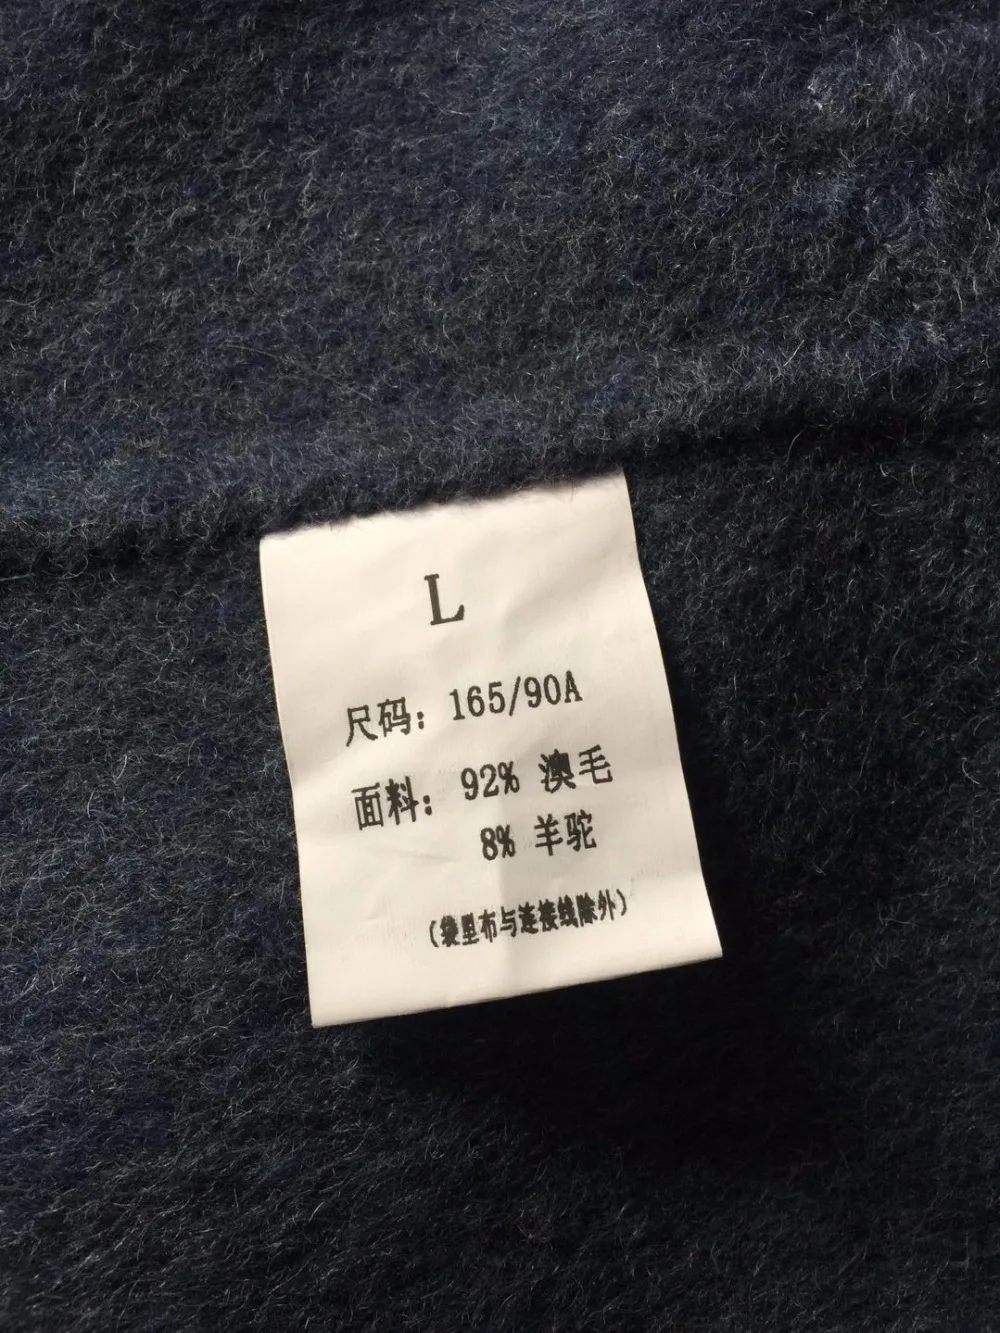 L
尺码：165/90A
面料：92% 澳毛
8% 羊驼
（袋里布与连接线除外）